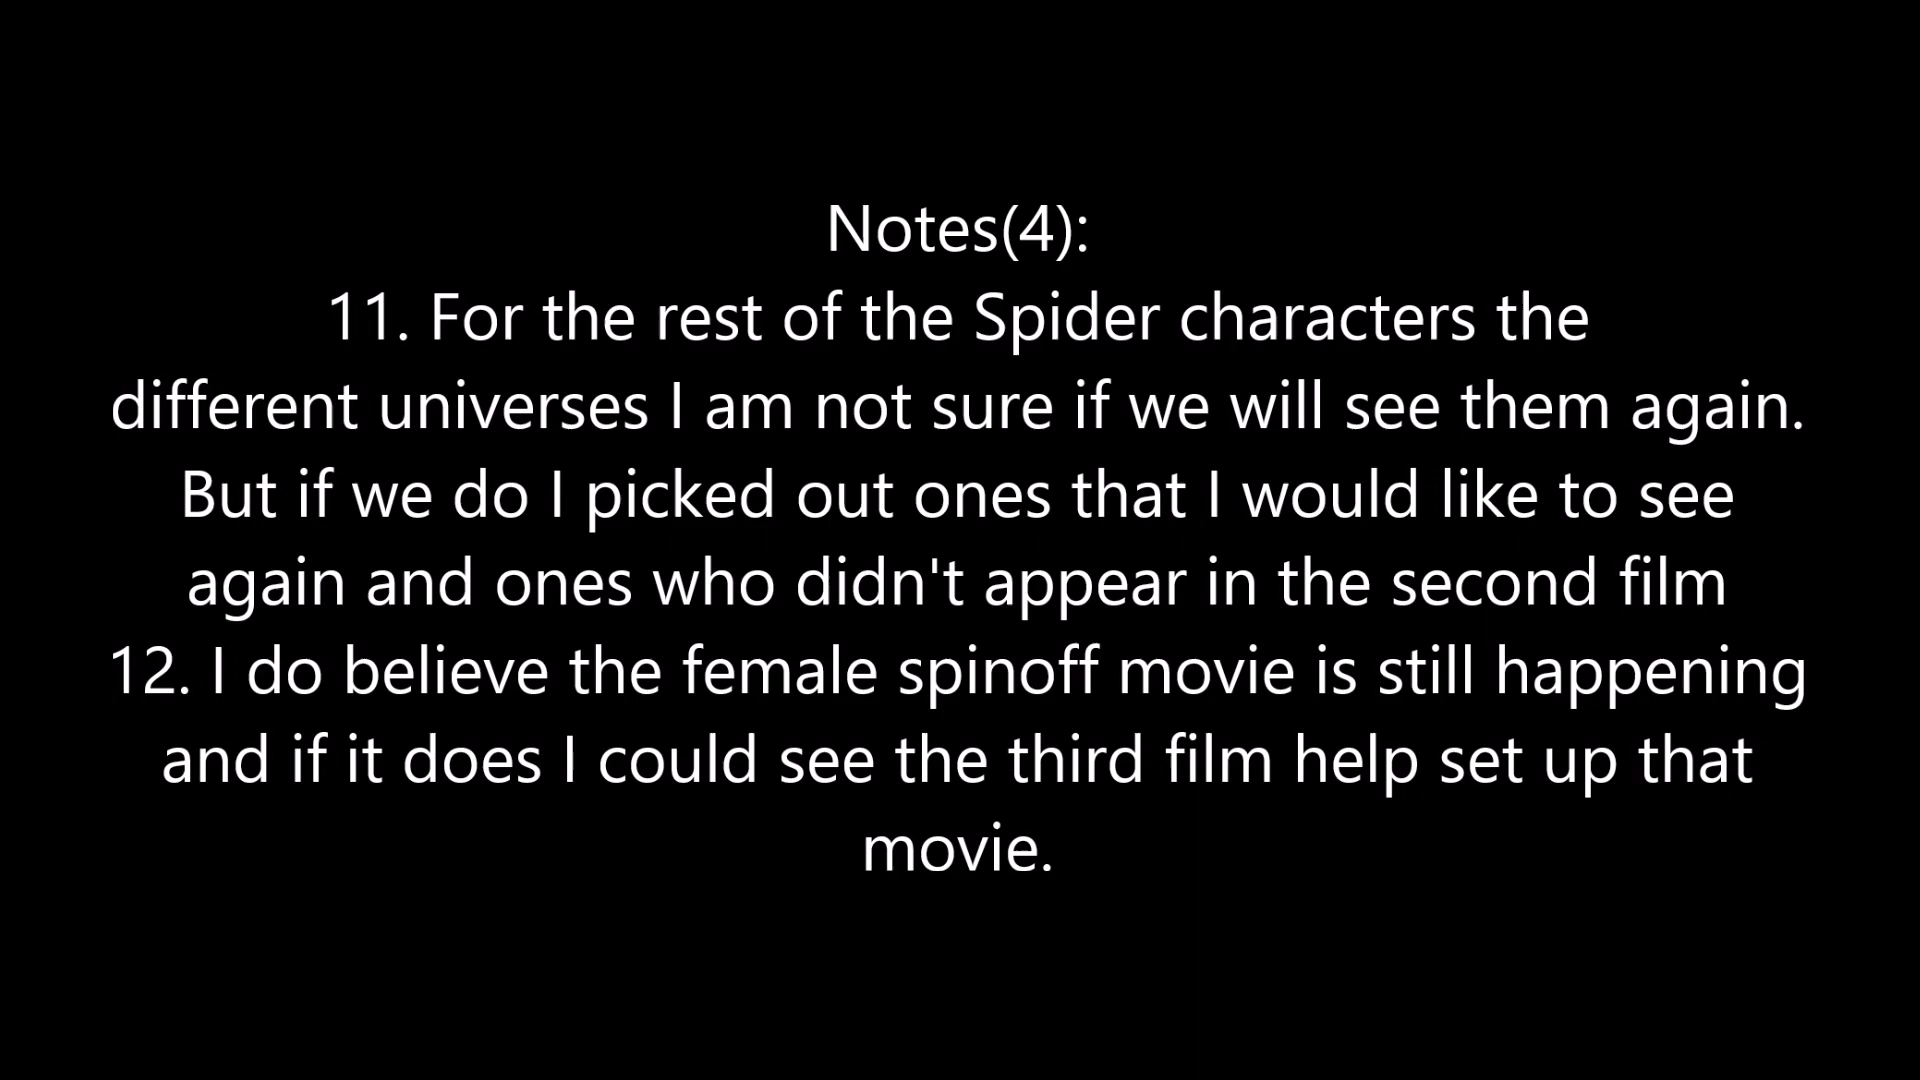 Notes(4):
11. For the rest of the Spider characters the
different universes I am not sure if we will see them again.
But if we do I picked out ones that I would like to see
again and ones who didn't appear in the second film
12. I do believe the female spinoff movie is still happening
and if it does I could see the third film help set up that
movie.